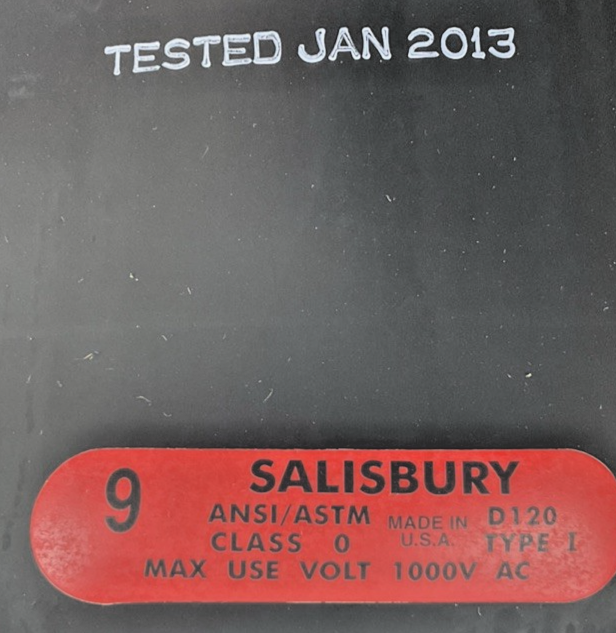 TESTED JAN 2013
9
SALISBURY
ANSI/ASTM MADE IN D120
CLASS 0 U.S.A. TYPE I
MAX USE VOLT 1000V AC